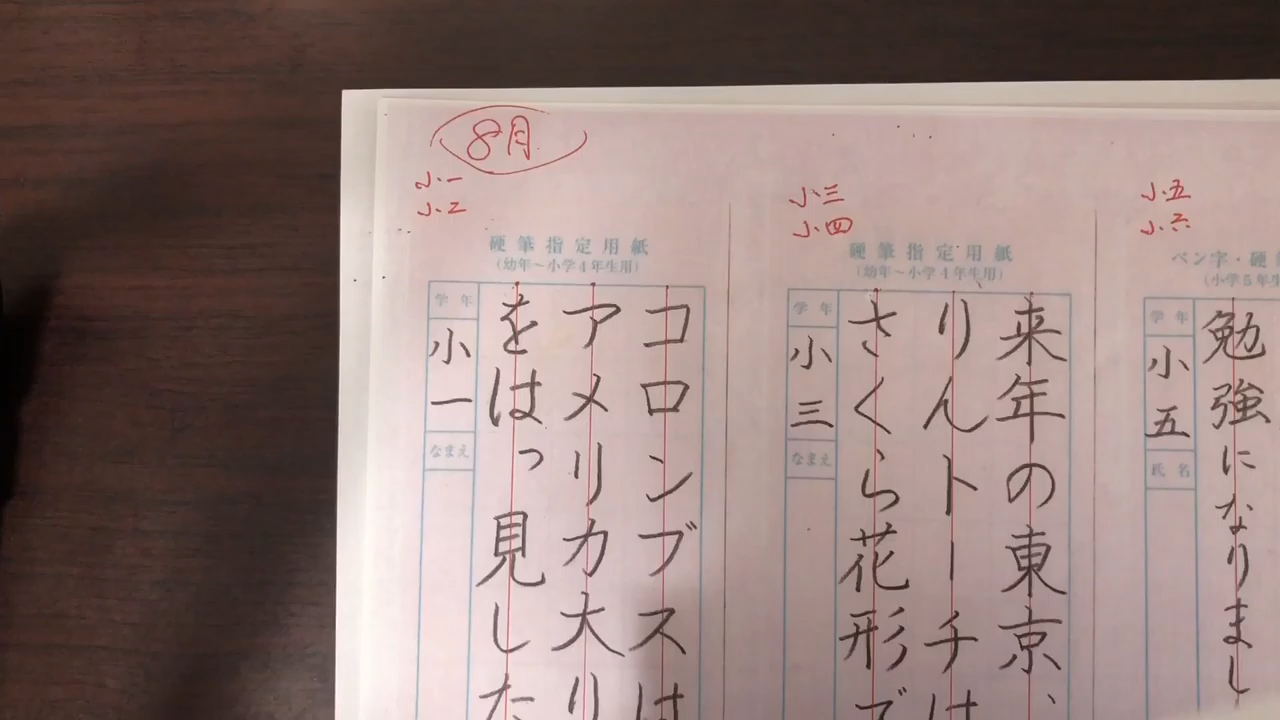 8月
小一
小二
硬筆指定用紙
(幼年〜小学4年生用)
コロンブスは
アメリカ大り
をはっ見した
学年
小一
なまえ
小三
小四
硬筆指定用紙
(幼年〜小学4年生用)
来年の東京、
りんトーチは
さくら花形で
学年
小三
なまえ
小五
小六
ペン字・硬
(小学5年生
勉強になりまし
学年
小五
氏名